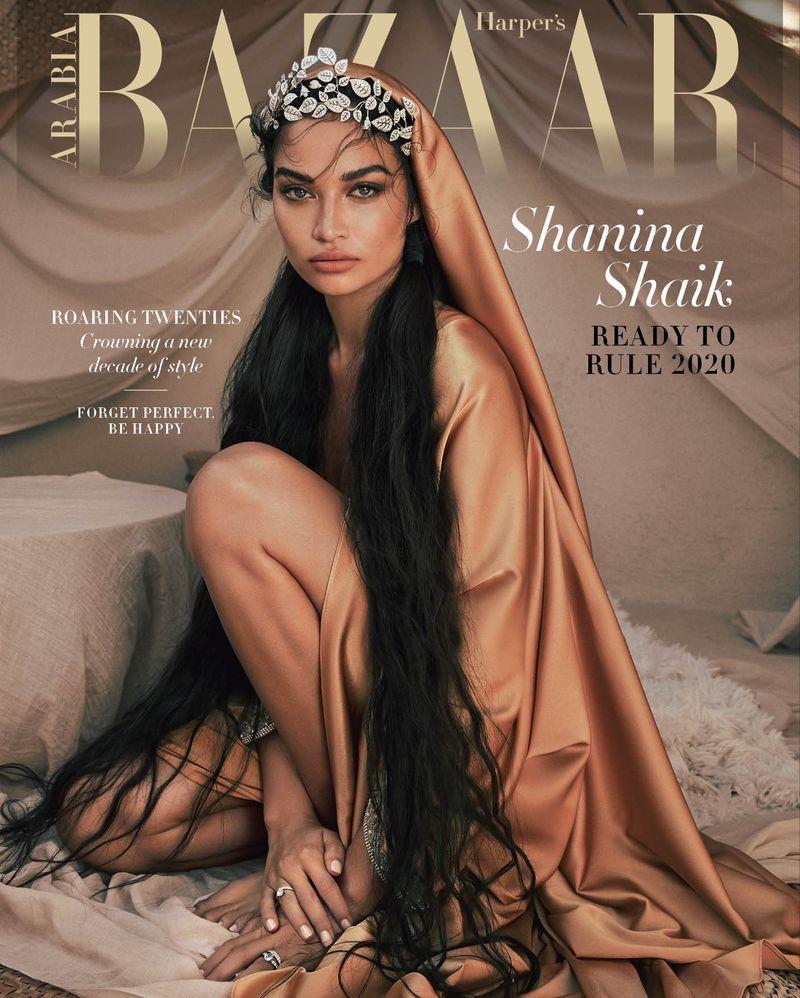 ARABIA
Harper's
BAZAAR
Shanina
Shaik
READY TO
RULE 2020
ROARING TWENTIES
Crowning a new
decade of style
FORGET PERFECT,
BE HAPPY